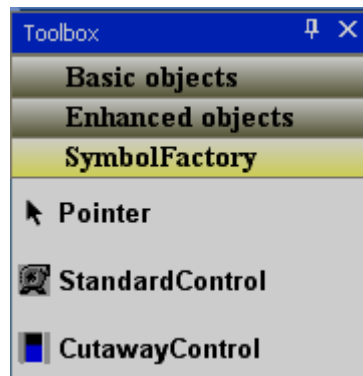 Toolbox
Basic objects
Enhanced objects
SymbolFactory
Pointer
StandardControl
CutawayControl